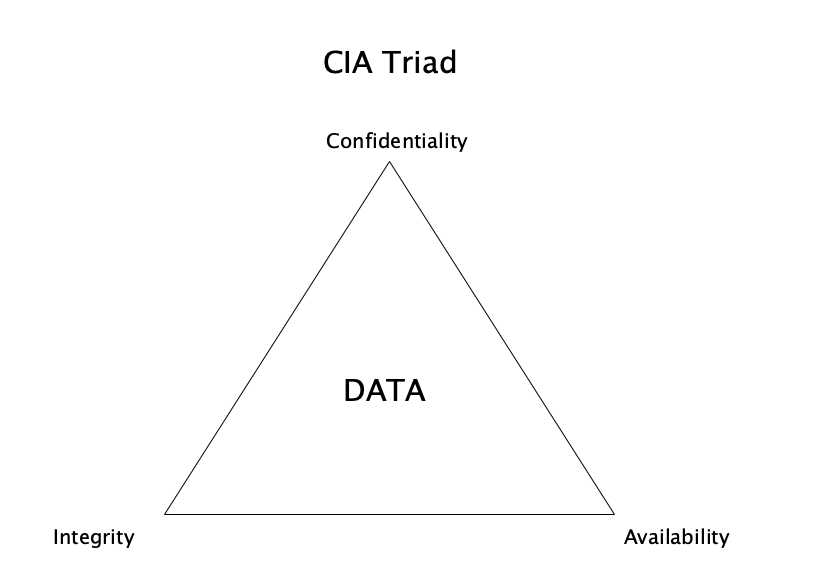 CIA Triad
Confidentiality
DATA
Integrity
Availability